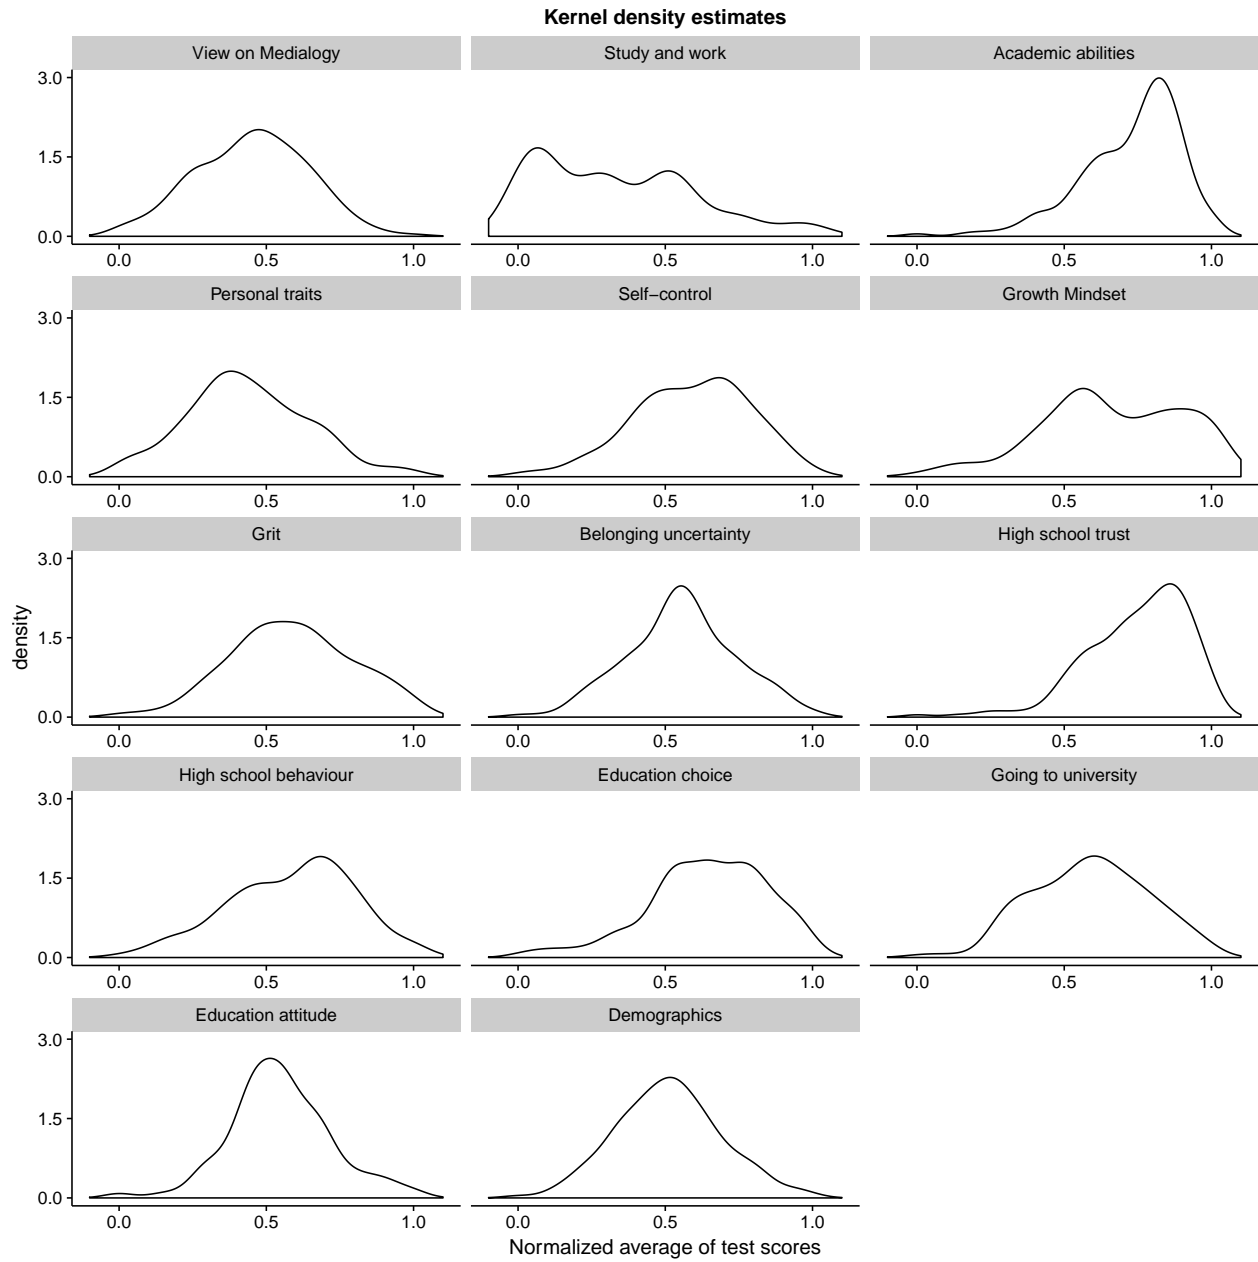 Kernel density estimates
View on Medialogy Study and work Academic abilities
3.0
1.5
0.0
0.0 0.5 1.0 0.0 0.5 1.0 0.0 0.5 1.0
Personal traits Self−control Growth Mindset
3.0
1.5
0.0
0.0 0.5 1.0 0.0 0.5 1.0 0.0 0.5 1.0
Grit Belonging uncertainty High school trust
3.0
density
1.5
0.0
0.0 0.5 1.0 0.0 0.5 1.0 0.0 0.5 1.0
High school behaviour Education choice Going to university
3.0
1.5
0.0
0.0 0.5 1.0 0.0 0.5 1.0 0.0 0.5 1.0
Education attitude Demographics
3.0
1.5
0.0
0.0 0.5 1.0 0.0 0.5 1.0
Normalized average of test scores